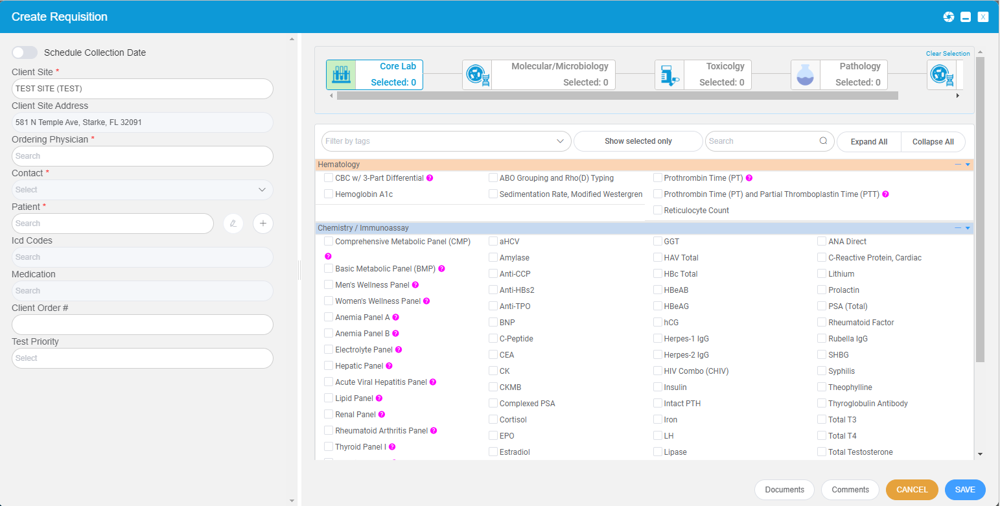 Create Requisition
X
Schedule Collection Date
Client Site *
TEST SITE (TEST)
Client Site Address
581 N Temple Ave, Starke, FL 32091
Ordering Physician *
Search
Contact *
Select
Patient *
Search
Icd Codes
Search
Medication
Search
Client Order #
Test Priority
Select
Clear Selection
Core Lab
Selected: 0
Molecular/Microbiology
Selected: 0
Toxicolgy
Selected: 0
Pathology
Selected: 0
Filter by tags
Show selected only
Search
Expand All
Collapse All
Hematology
CBC w/ 3-Part Differential ?
Hemoglobin A1c
ABO Grouping and Rho(D) Typing
Sedimentation Rate, Modified Westergren
Prothrombin Time (PT) ?
Prothrombin Time (PT) and Partial Thromboplastin Time (PTT) ?
Reticulocyte Count
Chemistry / Immunoassay
Comprehensive Metabolic Panel (CMP)
?
Basic Metabolic Panel (BMP) ?
Men's Wellness Panel ?
Women's Wellness Panel ?
Anemia Panel A ?
Anemia Panel B ?
Electrolyte Panel ?
Hepatic Panel ?
Acute Viral Hepatitis Panel ?
Lipid Panel ?
Renal Panel ?
Rheumatoid Arthritis Panel ?
Thyroid Panel I ?
aHCV
Amylase
Anti-CCP
Anti-HBs2
Anti-TPO
BNP
C-Peptide
CEA
CK
CKMB
Complexed PSA
Cortisol
EPO
Estradiol
GGT
HAV Total
HBc Total
HBeAB
HBeAG
hCG
Herpes-1 IgG
Herpes-2 IgG
HIV Combo (CHIV)
Insulin
Intact PTH
Iron
LH
Lipase
ANA Direct
C-Reactive Protein, Cardiac
Lithium
Prolactin
PSA (Total)
Rheumatoid Factor
Rubella IgG
SHBG
Syphilis
Theophylline
Thyroglobulin Antibody
Total T3
Total T4
Total Testosterone
Documents
Comments
CANCEL
SAVE